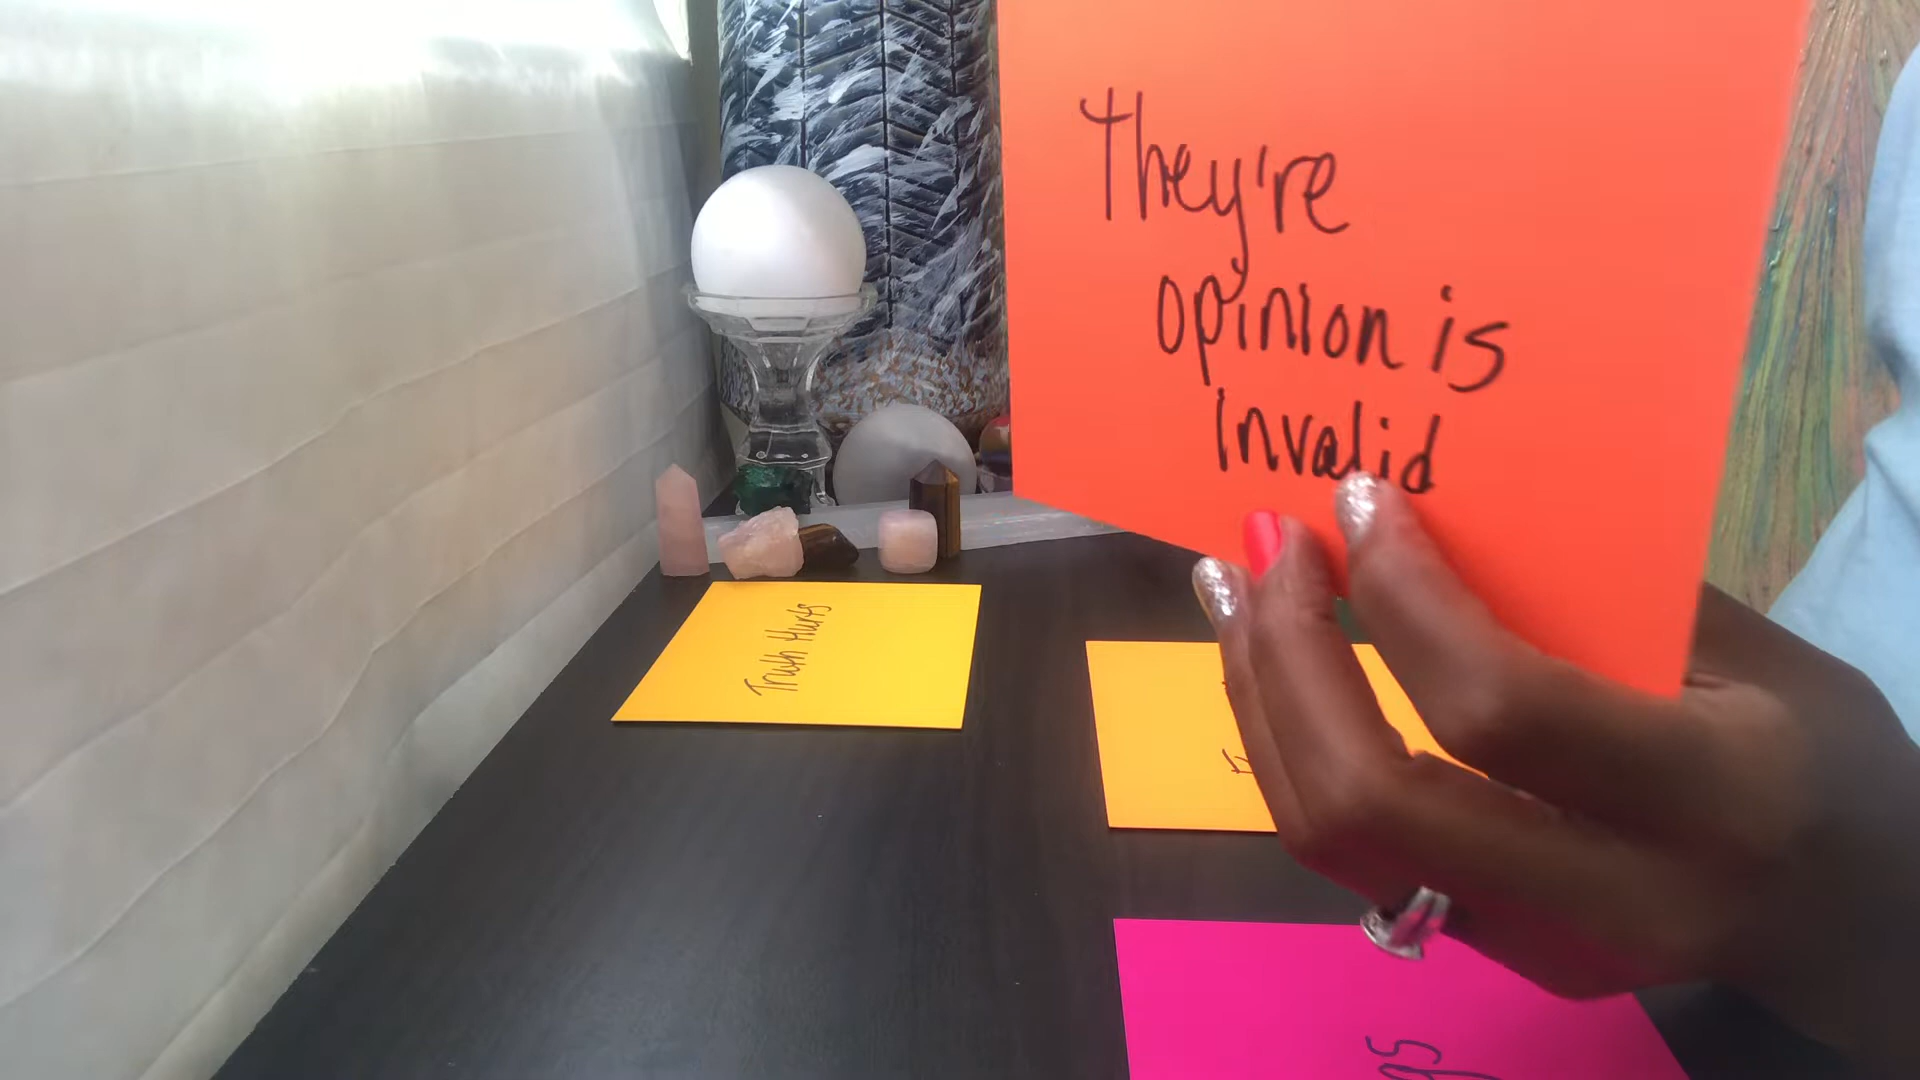 They're
opinion is
invalid
Truth Hurts